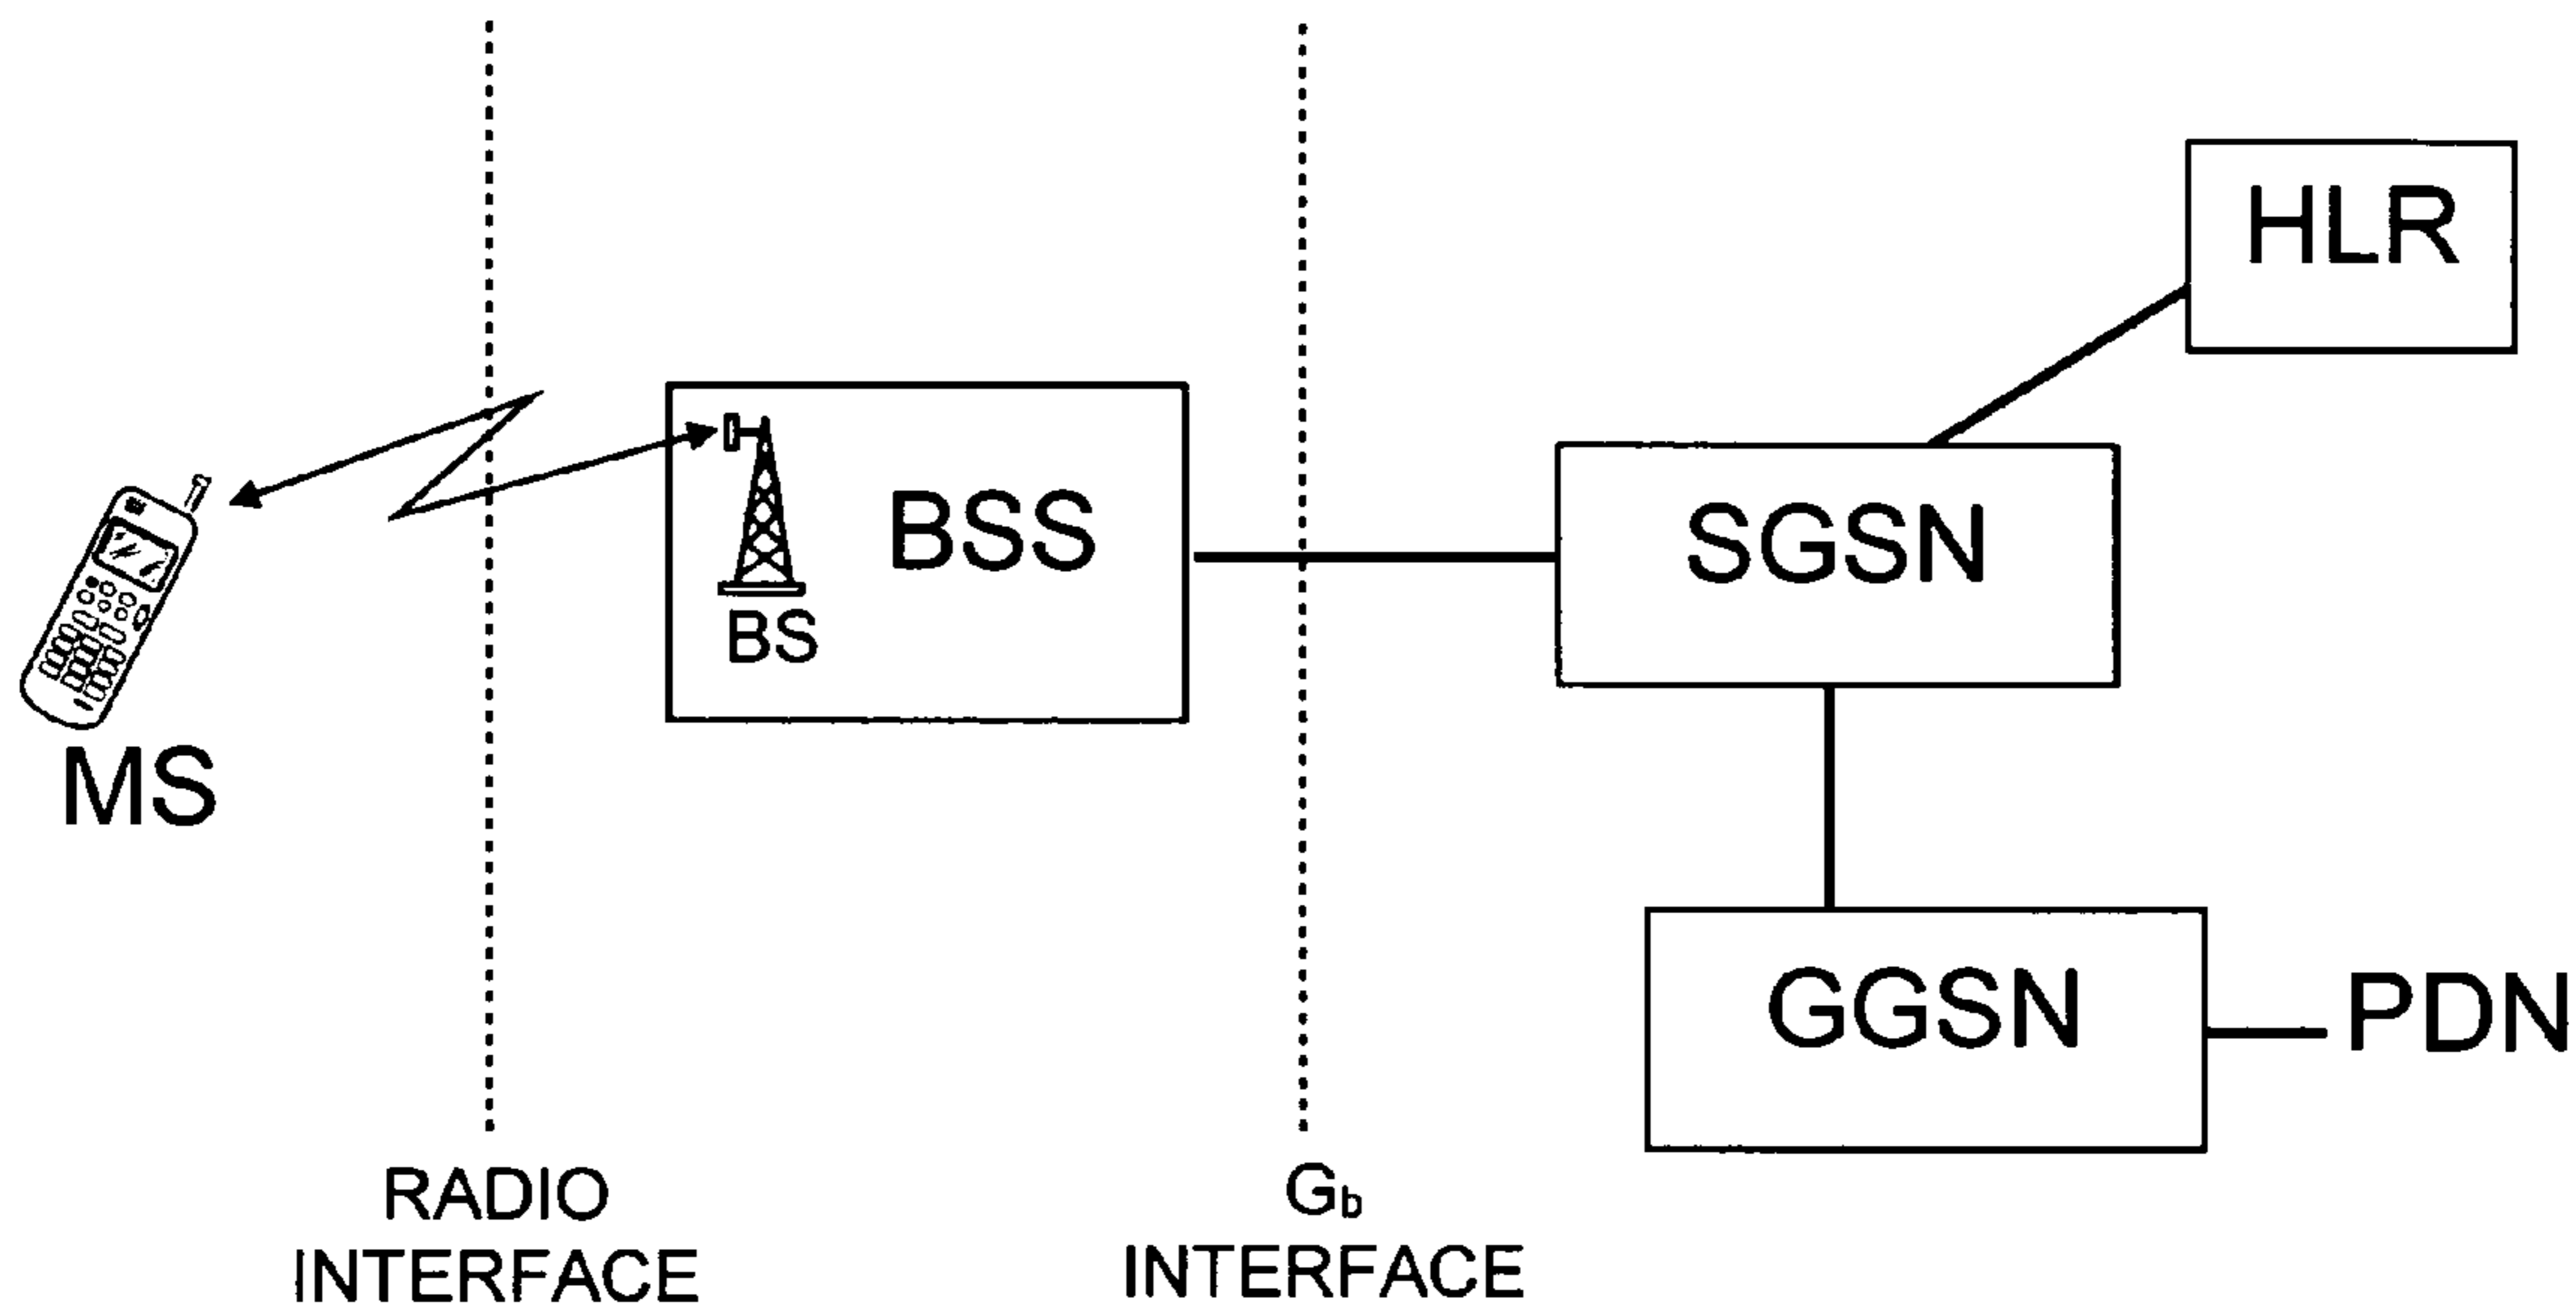 HLR
BSS
SGSN
BS
MS
GGSN
PDN
RADIO
INTERFACE
Gb
INTERFACE